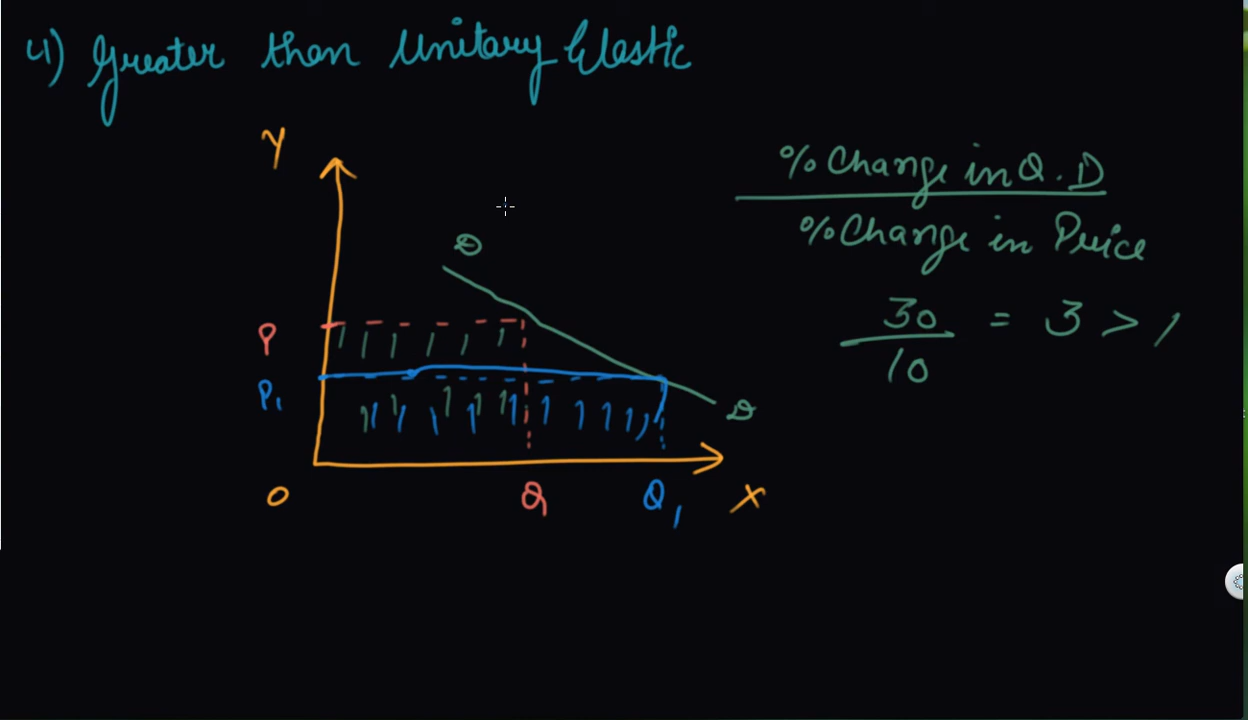 4) Greater than Unitary Elastic
Y
% Change in Q.D
% Change in Price
D
30
10
= 3 > 1
P
P1
D
O
Q
Q1
X